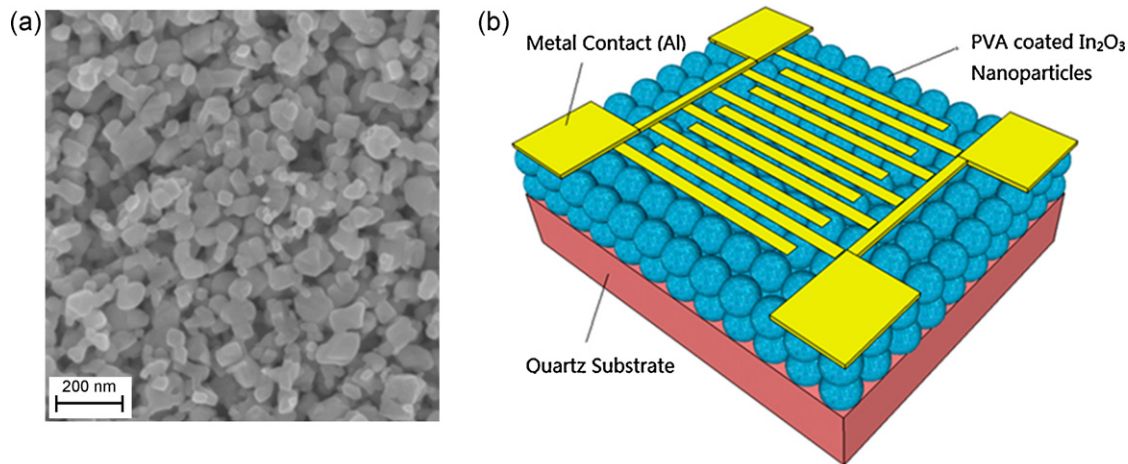 (a)
200 nm
(b)
Metal Contact (Al)
PVA coated In₂O₃
Nanoparticles
Quartz Substrate